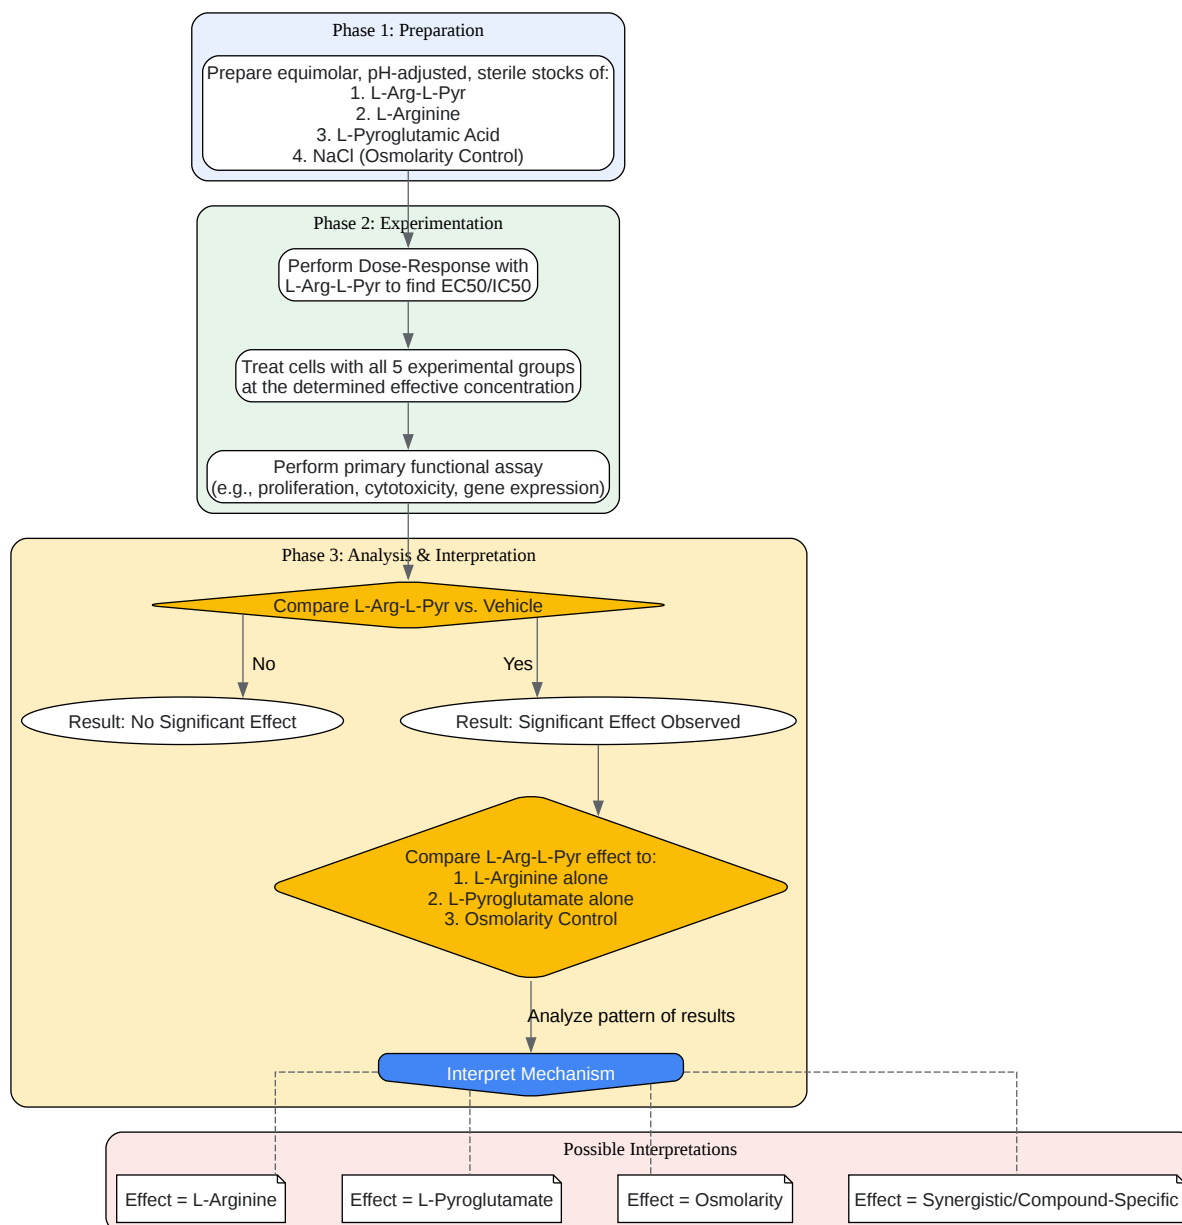 Phase 1: Preparation
Prepare equimolar, pH-adjusted, sterile stocks of:
1. L-Arg-L-Pyr
2. L-Arginine
3. L-Pyroglutamic Acid
4. NaCl (Osmolarity Control)
Phase 2: Experimentation
Perform Dose-Response with
L-Arg-L-Pyr to find EC50/IC50
Treat cells with all 5 experimental groups
at the determined effective concentration
Perform primary functional assay
(e.g., proliferation, cytotoxicity, gene expression)
Phase 3: Analysis & Interpretation
Compare L-Arg-L-Pyr vs. Vehicle
No
Yes
Result: No Significant Effect
Result: Significant Effect Observed
Compare L-Arg-L-Pyr effect to:
1. L-Arginine alone
2. L-Pyroglutamate alone
3. Osmolarity Control
Analyze pattern of results
Interpret Mechanism
Possible Interpretations
Effect = L-Arginine
Effect = L-Pyroglutamate
Effect = Osmolarity
Effect = Synergistic/Compound-Specific